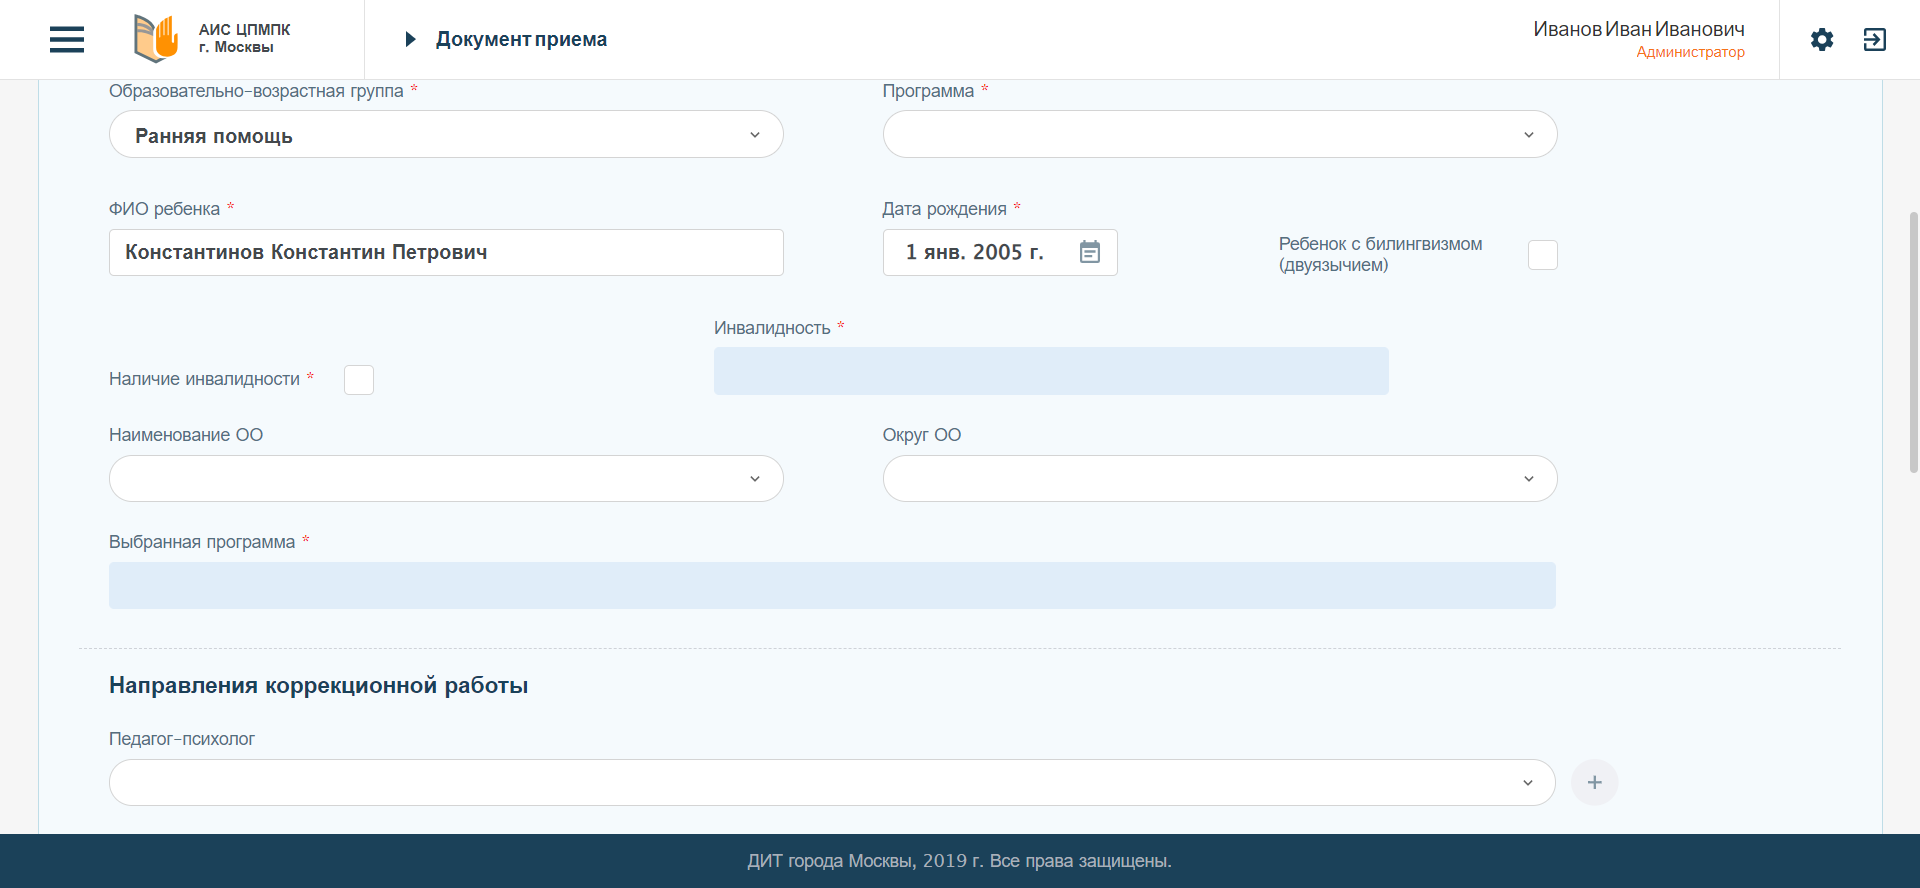 АИС ЦПМПК
г. Москвы
Документ приема
Иванов Иван Иванович
Администратор
Образовательно-возрастная группа *
Программа *
Ранняя помощь
ФИО ребенка *
Дата рождения *
Константинов Константин Петрович
1 янв. 2005 г.
Ребенок с билингвизмом
(двуязычием)
Инвалидность *
Наличие инвалидности *
Наименование ОО
Округ ОО
Выбранная программа *
Направления коррекционной работы
Педагог-психолог
+
ДИТ города Москвы, 2019 г. Все права защищены.